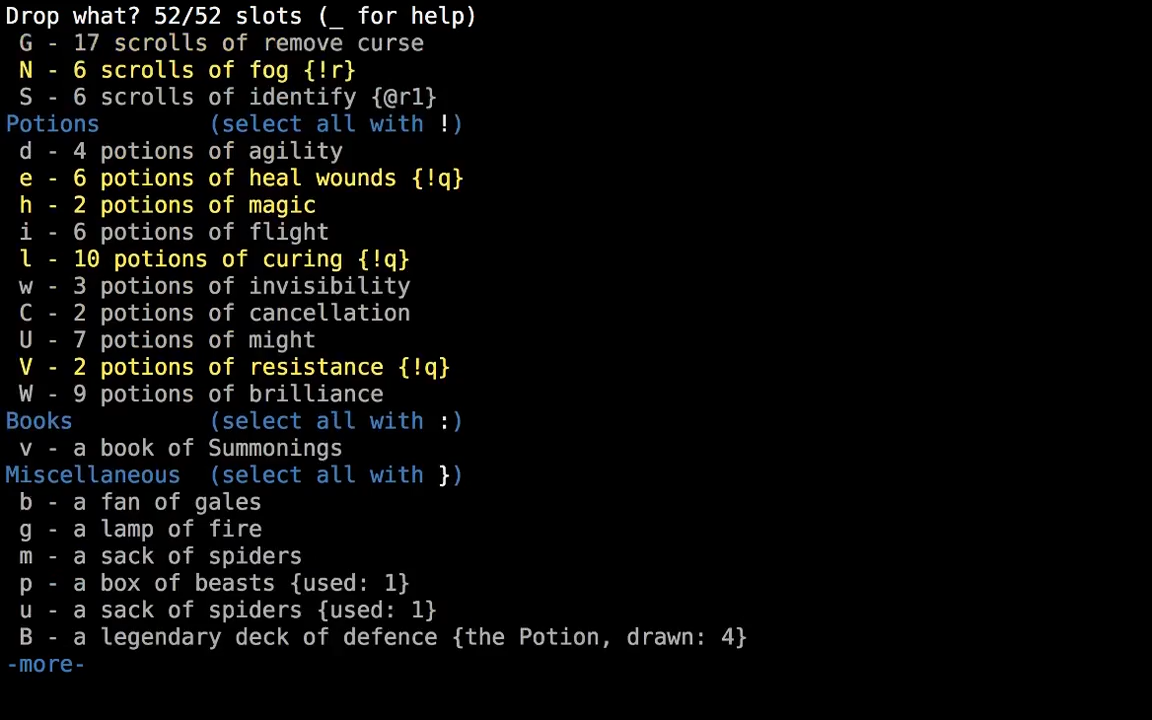 Drop what? 52/52 slots (_ for help)
G - 17 scrolls of remove curse
N - 6 scrolls of fog {!r}
S - 6 scrolls of identify {@r1}
Potions (select all with !)
d - 4 potions of agility
e - 6 potions of heal wounds {!q}
h - 2 potions of magic
i - 6 potions of flight
l - 10 potions of curing {!q}
w - 3 potions of invisibility
C - 2 potions of cancellation
U - 7 potions of might
V - 2 potions of resistance {!q}
W - 9 potions of brilliance
Books (select all with :)
v - a book of Summonings
Miscellaneous (select all with })
b - a fan of gales
g - a lamp of fire
m - a sack of spiders
p - a box of beasts {used: 1}
u - a sack of spiders {used: 1}
B - a legendary deck of defence {the Potion, drawn: 4}
-more-